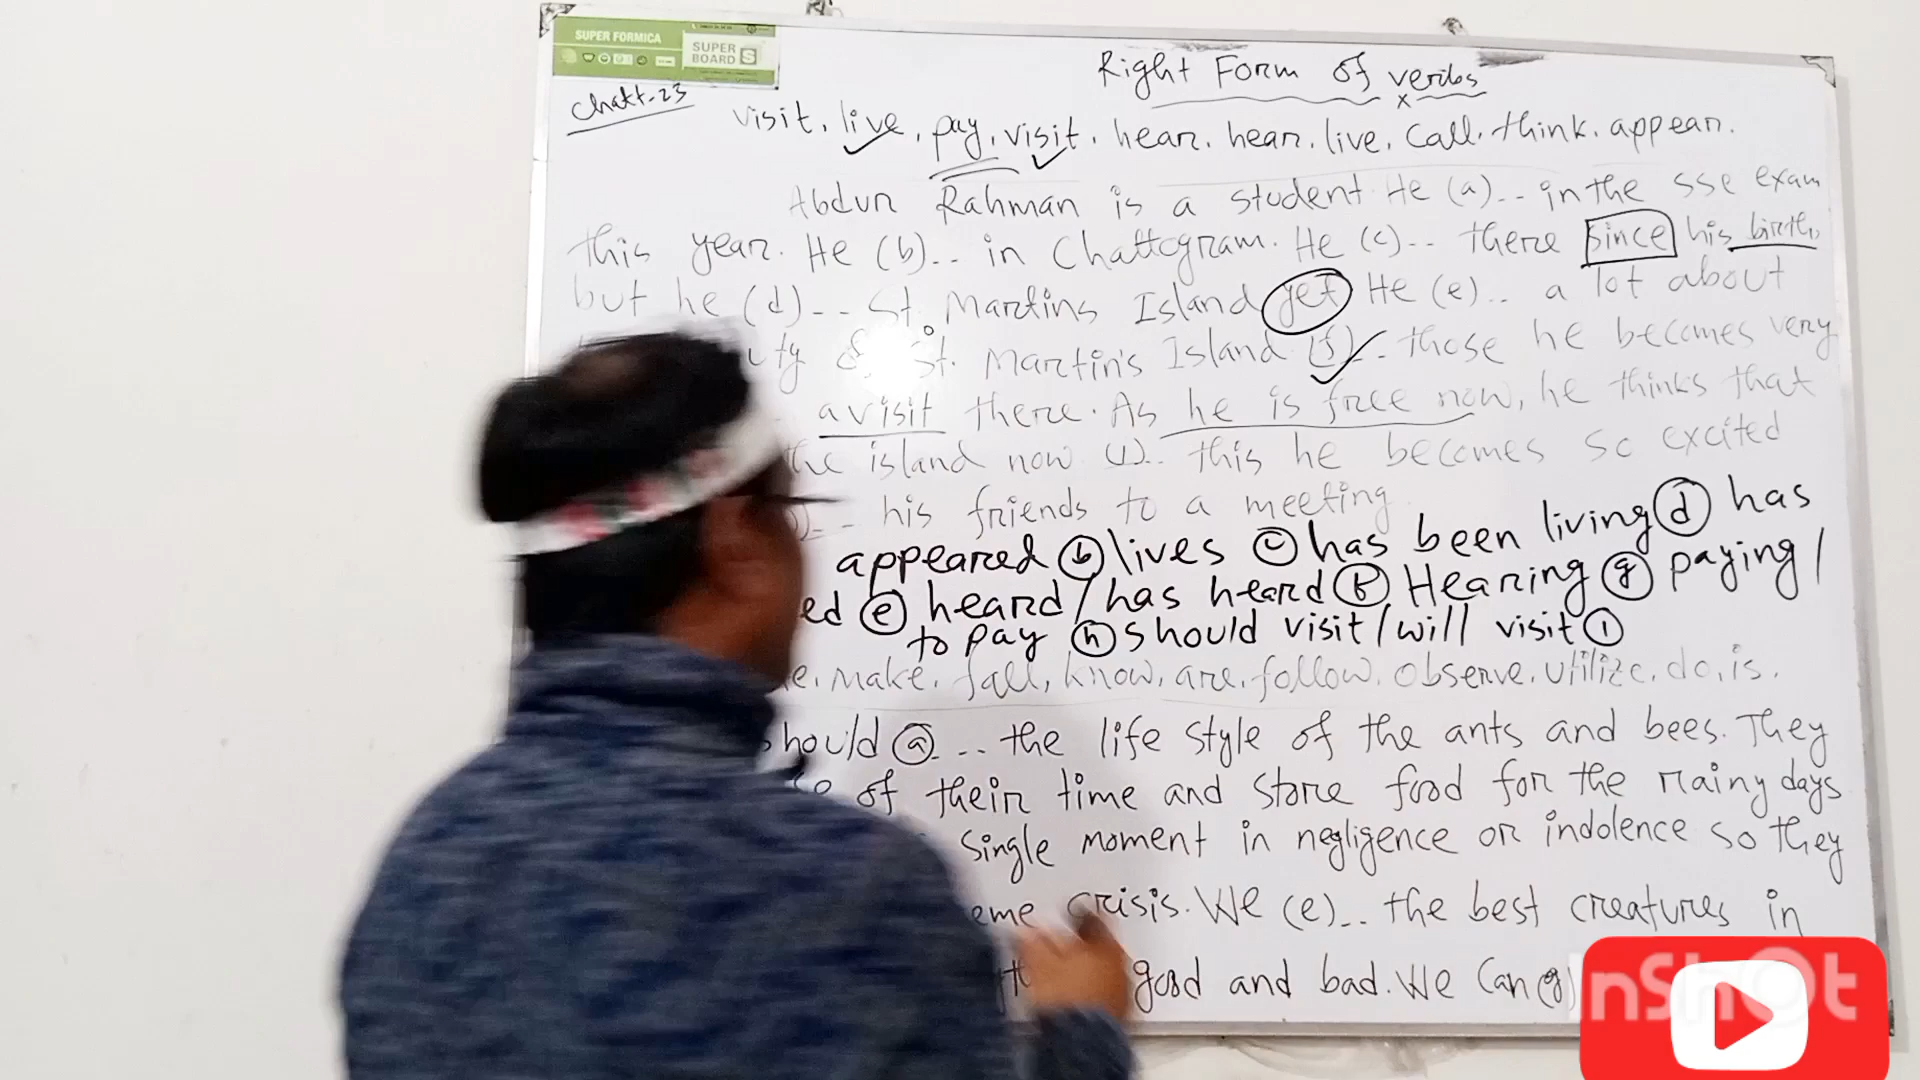 SUPER FORMICA
SUPER BOARD S
Right Form of verbs
Chatt-23
visit, live, pay, visit, hear, hear, live, call, think, appear.
Abdur Rahman is a student. He (a)... in the SSC exam
this year. He (b)... in Chattogram. He (c)... there since his birth,
but he (d)... St. Martins Island yet He (e)... a lot about
of St. Martin's Island (f)... those he becomes very
a visit there. As he is free now, he thinks that
the island now (i)... this he becomes so excited
his friends to a meeting
appeared (b) lives (c) has been living (d) has
ed (e) heard/has heard (f) Hearing (g) paying/
to pay (h) should visit/will visit (i)
make, fall, know, are, follow, observe, utilize, do, is.
should (a)... the life style of the ants and bees. They
of their time and store food for the rainy days
single moment in negligence or indolence so they
crisis. We (e)... the best creatures in
good and bad. We can (g)
InShOt